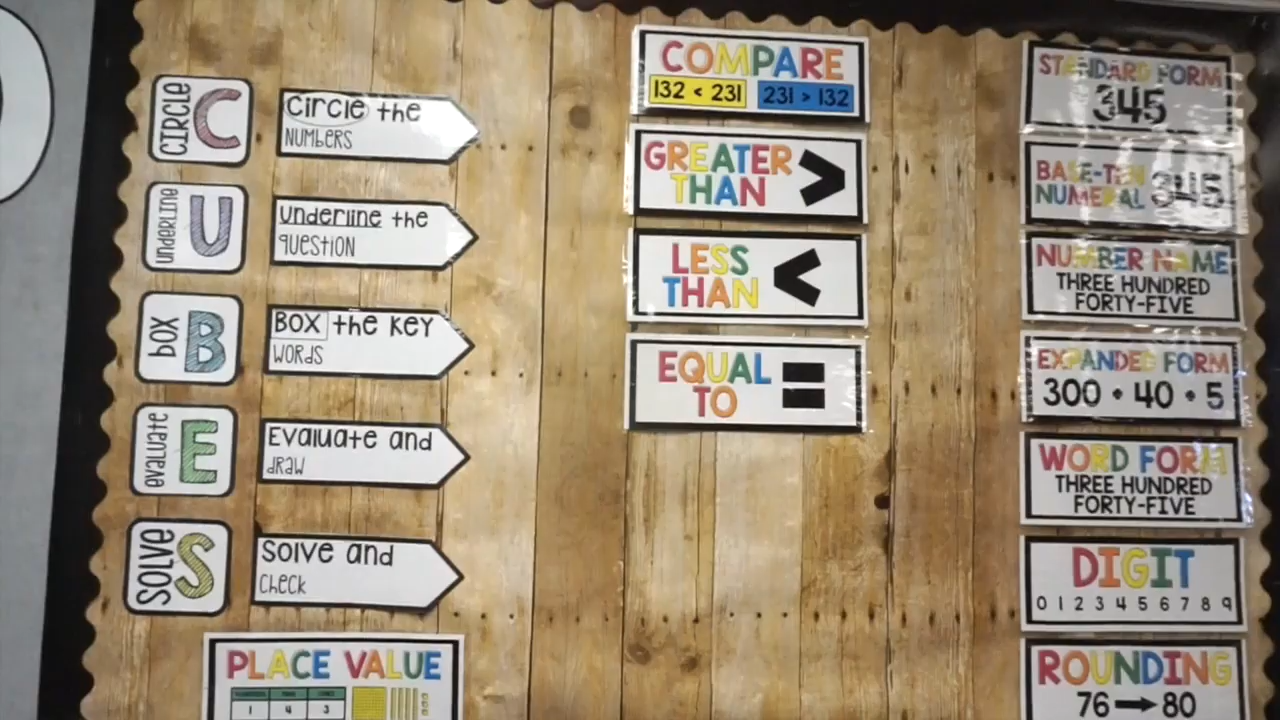 CIRCLE
C
Circle the
NUMBERS
underline
U
underline the
QUESTION
BOX
B
BOX the KEY
WORDS
evaluate
E
Evaluate and
DRAW
SOLVE
S
Solve and
CHECK
PLACE VALUE
1 4 3
COMPARE
132 < 231 231 > 132
GREATER
THAN >
LESS
THAN <
EQUAL
TO =
STANDARD FORM
345
BASE-TEN
NUMERAL 345
NUMBER NAME
THREE HUNDRED
FORTY-FIVE
EXPANDED FORM
300 + 40 + 5
WORD FORM
THREE HUNDRED
FORTY-FIVE
DIGIT
0 1 2 3 4 5 6 7 8 9
ROUNDING
76 → 80